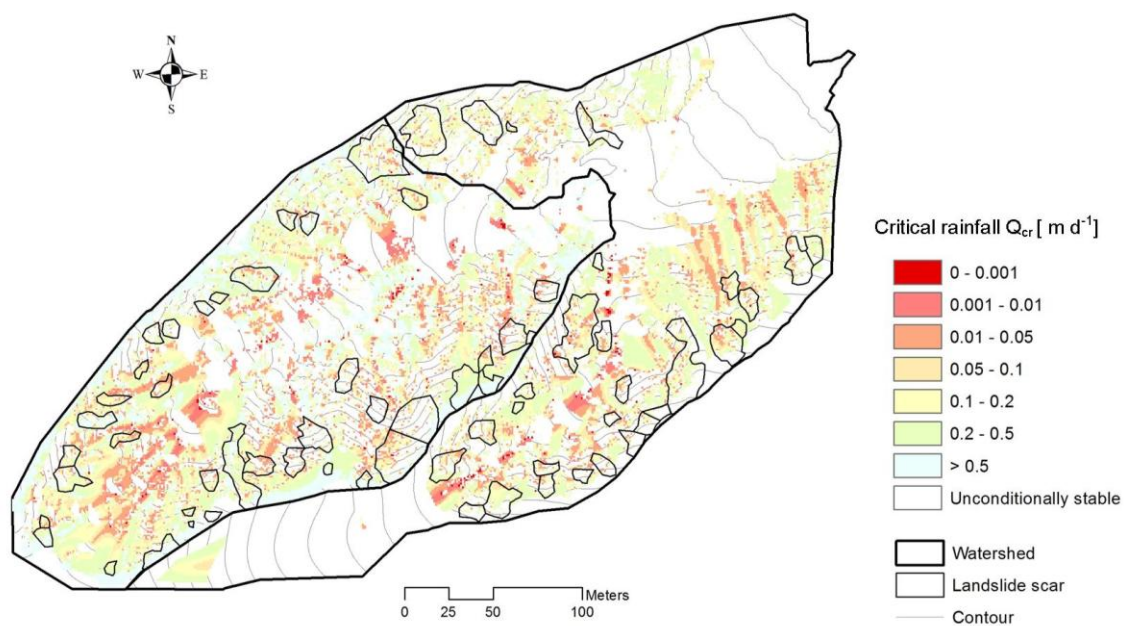 N
W E
S
Critical rainfall Qcr [ m d-1]
0 - 0.001
0.001 - 0.01
0.01 - 0.05
0.05 - 0.1
0.1 - 0.2
0.2 - 0.5
> 0.5
Unconditionally stable
Watershed
Landslide scar
Contour
Meters
0 25 50 100